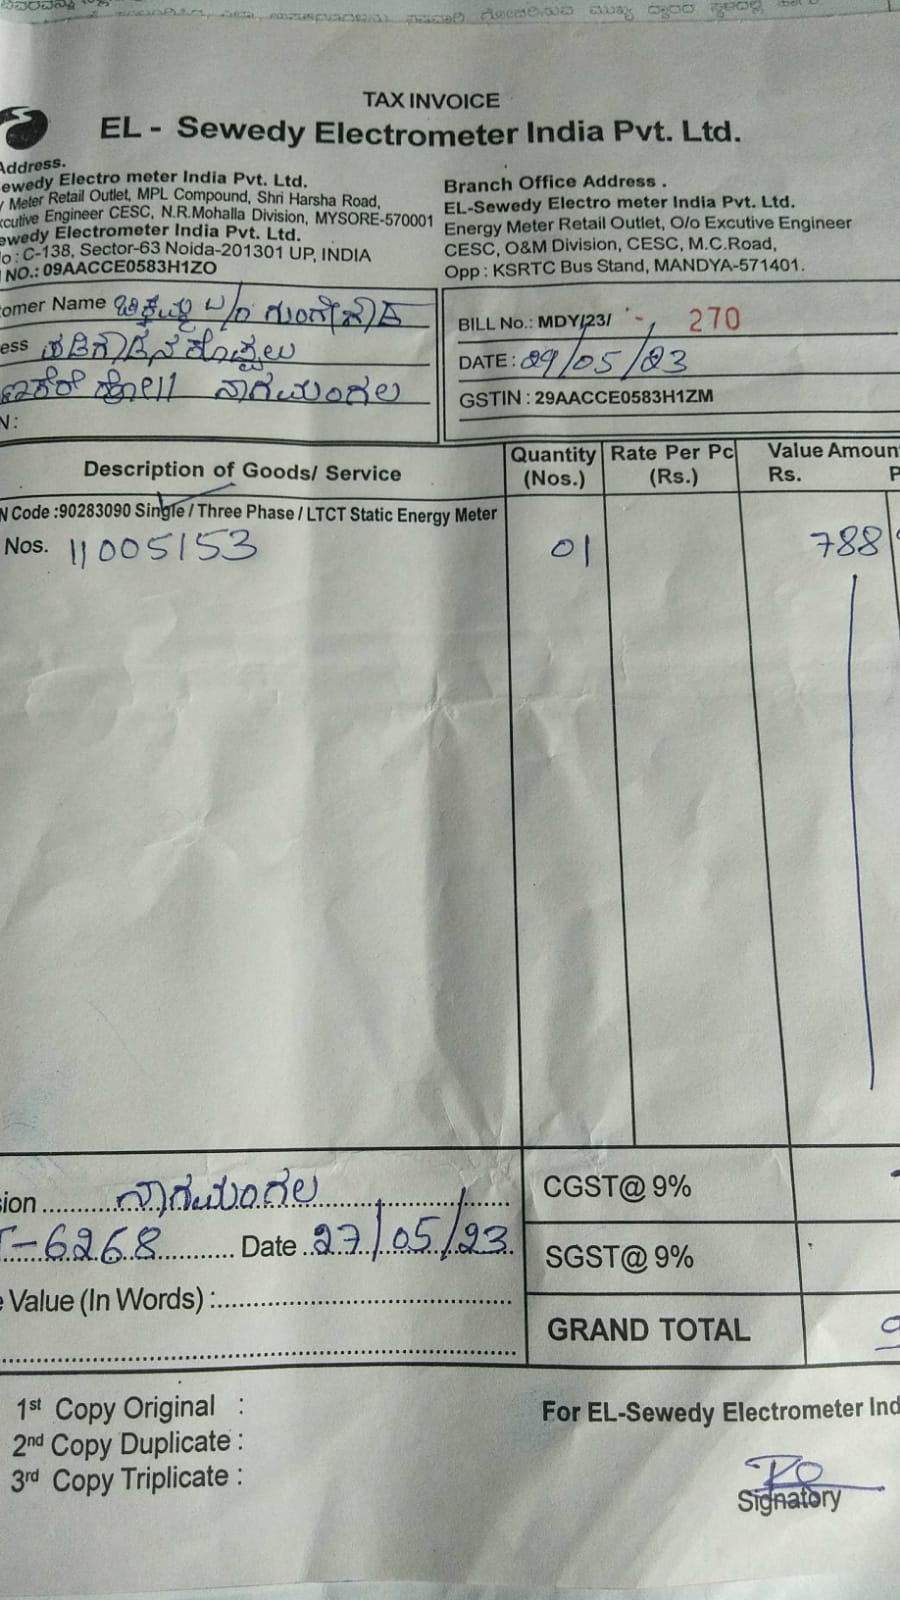 TAX INVOICE
EL - Sewedy Electrometer India Pvt. Ltd.
Address.
ewedy Electro meter India Pvt. Ltd.
/ Meter Retail Outlet, MPL Compound, Shri Harsha Road,
xcutive Engineer CESC, N.R.Mohalla Division, MYSORE-570001
ewedy Electrometer India Pvt. Ltd.
o : C-138, Sector-63 Noida-201301 UP, INDIA
NO.: 09AACCE0583H1ZO
Branch Office Address .
EL-Sewedy Electro meter India Pvt. Ltd.
Energy Meter Retail Outlet, O/o Excutive Engineer
CESC, O&M Division, CESC, M.C.Road,
Opp : KSRTC Bus Stand, MANDYA-571401.
omer Name
ess
ನಾಗಮಂಗಲ
N:
BILL No.: MDY/23/ - 270
DATE : 29/05/23
GSTIN : 29AACCE0583H1ZM
Description of Goods/ Service
Quantity (Nos.)
Rate Per Pc (Rs.)
Value Amoun
Rs. P
N Code :90283090 Single / Three Phase / LTCT Static Energy Meter
Nos. 11005153 01 788
sion ನಾಗಮಂಗಲ
-6268 Date 27/05/23
e Value (In Words) :
CGST@ 9%
SGST@ 9%
GRAND TOTAL 9
1st Copy Original :
2nd Copy Duplicate :
3rd Copy Triplicate :
For EL-Sewedy Electrometer Ind
Signatory